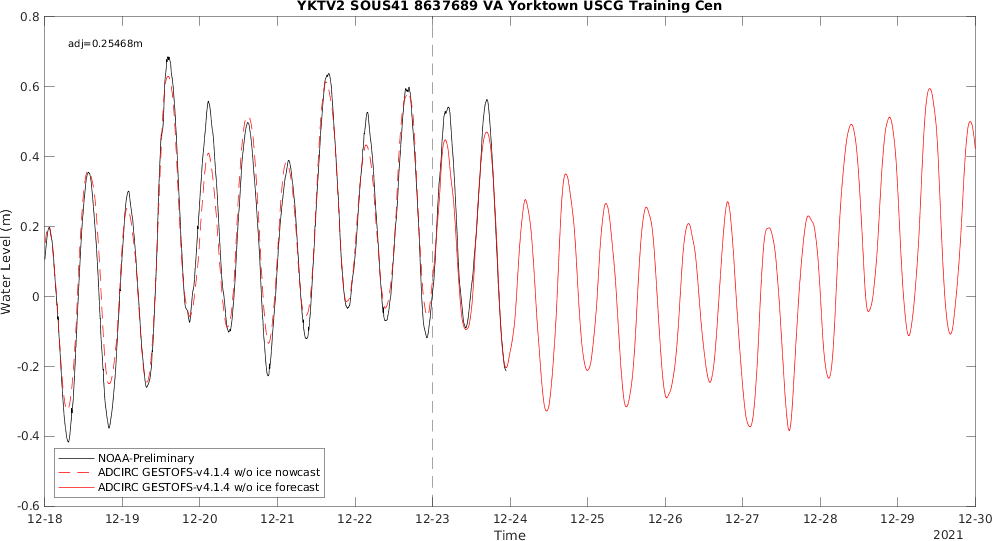 YKTV2 SOUS41 8637689 VA Yorktown USCG Training Cen
adj=0.25468m
Water Level (m)
0.8
0.6
0.4
0.2
0
-0.2
-0.4
-0.6
NOAA-Preliminary
ADCIRC GESTOFS-v4.1.4 w/o ice nowcast
ADCIRC GESTOFS-v4.1.4 w/o ice forecast
12-18 12-19 12-20 12-21 12-22 12-23 12-24 12-25 12-26 12-27 12-28 12-29 12-30
Time
2021